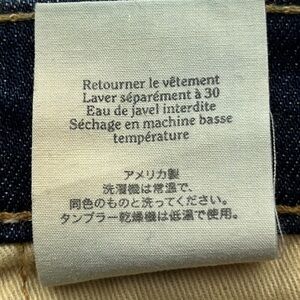 Retourner le vêtement
Laver séparément à 30
Eau de javel interdite
Séchage en machine basse
température
アメリカ製
洗濯機は常温で、
同色のものと洗ってください。
タンブラー乾燥機は低温で使用。